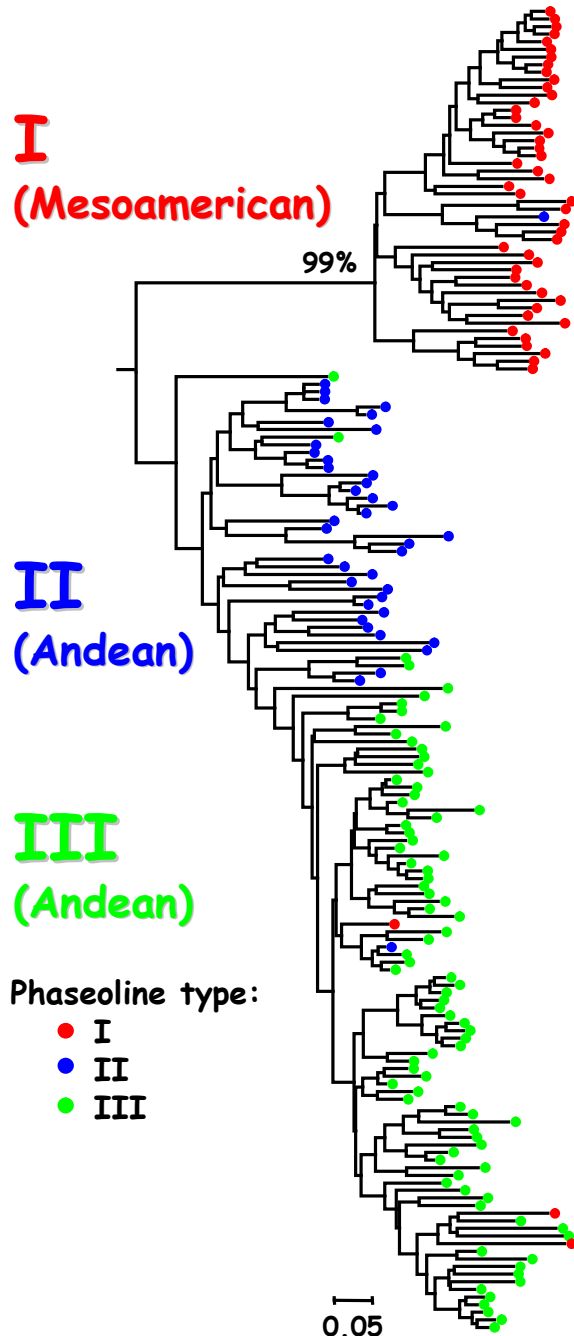 I
(Mesoamerican)
99%
II
(Andean)
III
(Andean)
Phaseoline type:
I
II
III
0.05